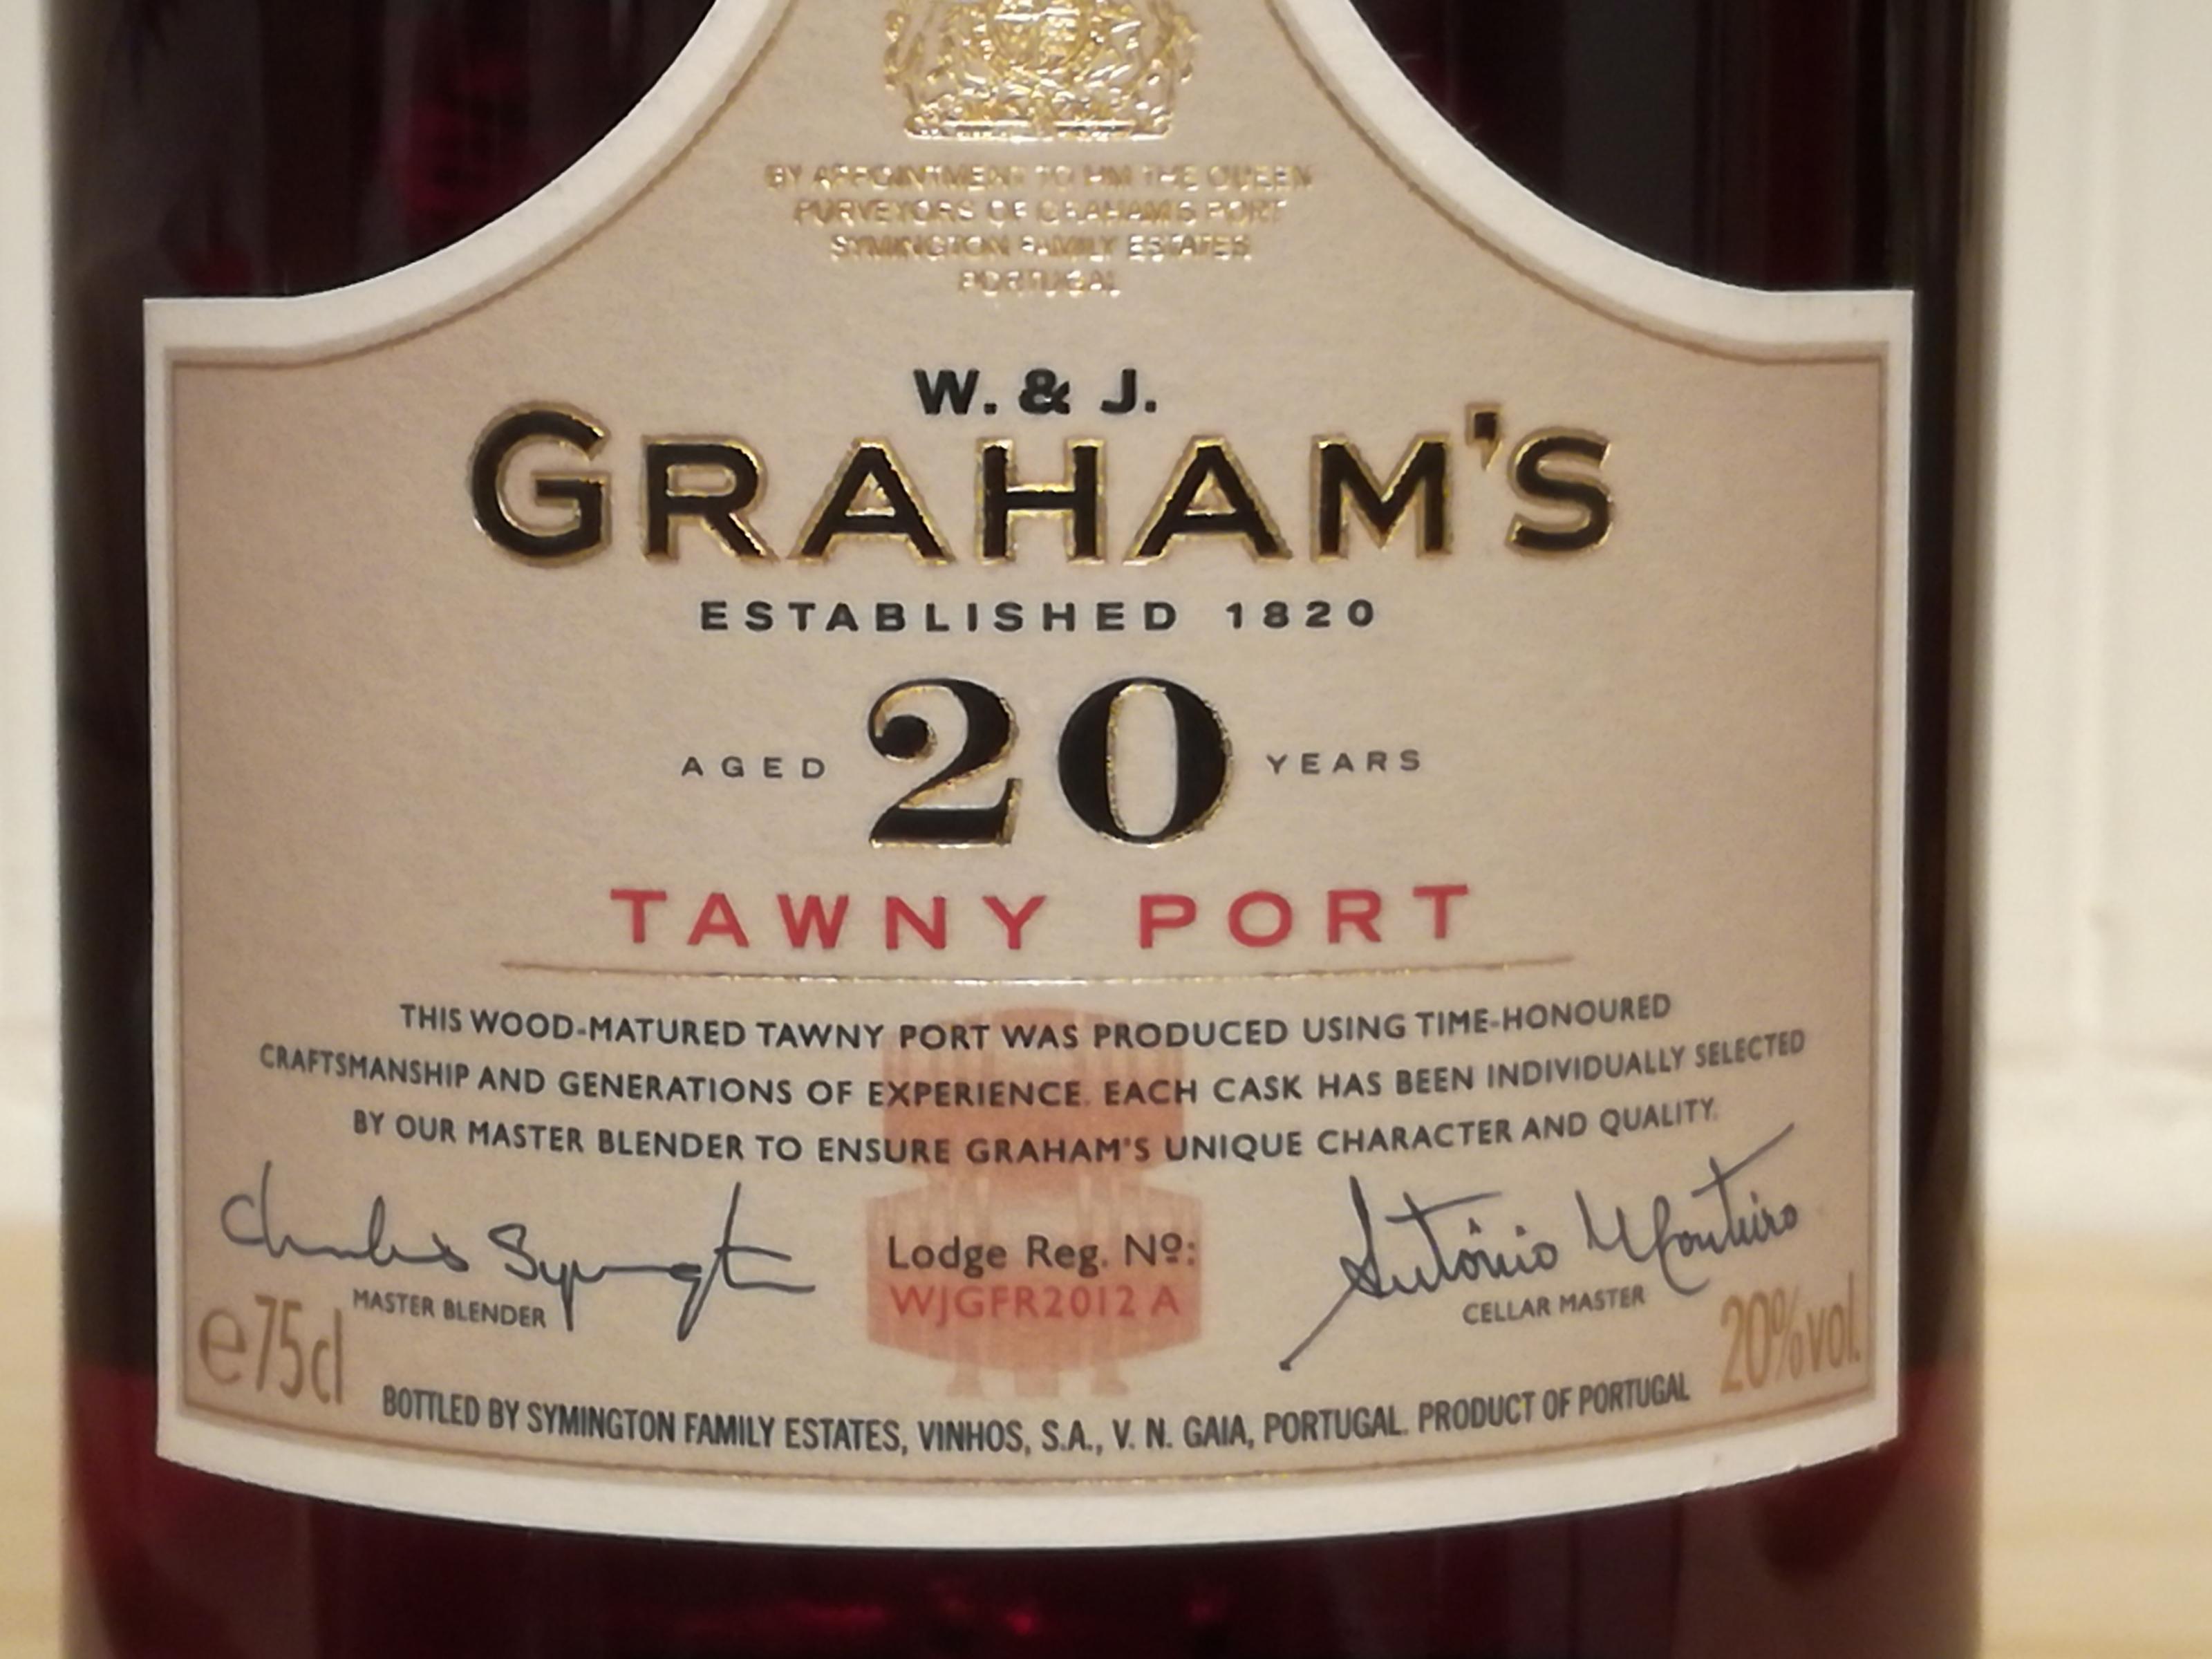 BY APPOINTMENT TO HM THE QUEEN
PURVEYORS OF GRAHAM'S PORT
SYMINGTON FAMILY ESTATES
PORTUGAL
W. & J.
GRAHAM'S
ESTABLISHED 1820
AGED 20 YEARS
TAWNY PORT
THIS WOOD-MATURED TAWNY PORT WAS PRODUCED USING TIME-HONOURED
CRAFTSMANSHIP AND GENERATIONS OF EXPERIENCE. EACH CASK HAS BEEN INDIVIDUALLY SELECTED
BY OUR MASTER BLENDER TO ENSURE GRAHAM'S UNIQUE CHARACTER AND QUALITY.
Charles Symington
António Monteiro
MASTER BLENDER
Lodge Reg. Nº:
WJGFR2012 A
CELLAR MASTER
e75cl
20%vol.
BOTTLED BY SYMINGTON FAMILY ESTATES, VINHOS, S.A., V. N. GAIA, PORTUGAL. PRODUCT OF PORTUGAL